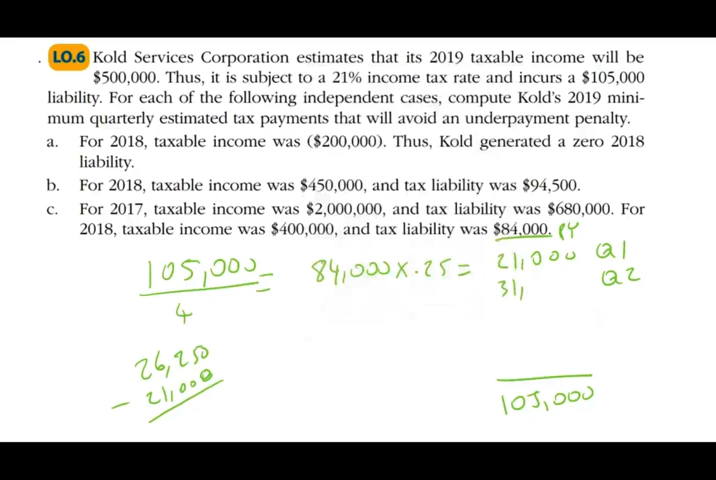 . LO.6 Kold Services Corporation estimates that its 2019 taxable income will be
$500,000. Thus, it is subject to a 21% income tax rate and incurs a $105,000
liability. For each of the following independent cases, compute Kold's 2019 mini-
mum quarterly estimated tax payments that will avoid an underpayment penalty.
a. For 2018, taxable income was ($200,000). Thus, Kold generated a zero 2018
liability.
b. For 2018, taxable income was $450,000, and tax liability was $94,500.
c. For 2017, taxable income was $2,000,000, and tax liability was $680,000. For
2018, taxable income was $400,000, and tax liability was $84,000. PY
105,000 =
4
84,000 x .25 = 21,000 Q1
31, Q2
26,250
- 21,000
105,000